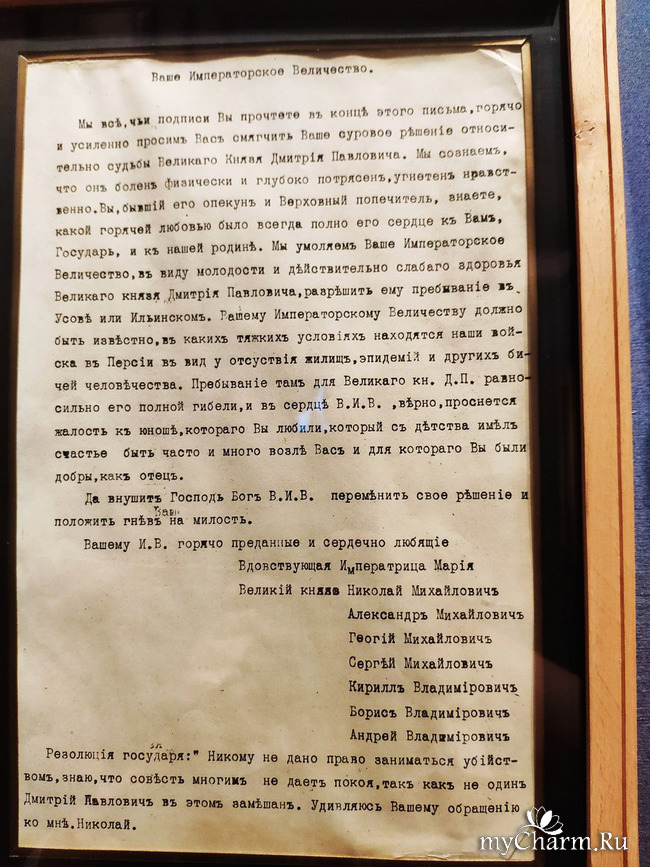 Ваше Императорское Величество.
Мы всѣ, чьи подписи Вы прочтете въ концѣ этого письма, горячо
и усиленно просимъ Васъ смягчить Ваше суровое рѣшеніе относи-
тельно судьбы Великаго Князя Дмитрія Павловича. Мы сознаемъ,
что онъ боленъ физически и глубоко потрясенъ, угнетенъ нравст-
венно. Вы, бывшій его опекунъ и Верховный попечитель, знаете,
какой горячей любовью было всегда полно его сердце къ Вамъ,
Государь, и къ нашей родинѣ. Мы умоляемъ Ваше Императорское
Величество, въ виду молодости и дѣйствительно слабаго здоровья
Великаго князя Дмитрія Павловича, разрѣшить ему пребываніе въ
Усовѣ или Ильинскомъ. Вашему Императорскому Величеству должно
быть извѣстно, въ какихъ тяжкихъ условіяхъ находятся наши вой-
ска въ Персіи въ вид у отсуствія жилищъ, эпидемій и другихъ би-
чей человѣчества. Пребываніе тамъ для Великаго кн. Д.П. равно-
сильно его полной гибели, и въ сердцѣ В.И.В. , вѣрно, проснется
жалость къ юношѣ, котораго Вы любили, который съ дѣтства имѣлъ
счастье быть часто и много возлѣ Васъ и для котораго Вы были
добры, какъ отецъ.
Да внушитъ Господь Богъ В.И.В. перемѣнить свое рѣшеніе и
положить гнѣвъ Вашъ на милость.
Вашему И.В. горячо преданные и сердечно любящіе
Вдовствующая Императрица Марія
Великій князь Николай Михайловичъ
Александръ Михайловичъ
Георгій Михайловичъ
Сергѣй Михайловичъ
Кириллъ Владиміровичъ
Борисъ Владиміровичъ
Андрей Владиміровичъ
Резолюція государя:" Никому не дано право заниматься убійст-
вомъ, знаю, что совѣсть многимъ не даетъ покоя, такъ какъ не одинъ
Дмитрій Павловичъ въ этомъ замѣшанъ. Удивляюсь Вашему обращенію
ко мнѣ. Николай.
myCharm.Ru